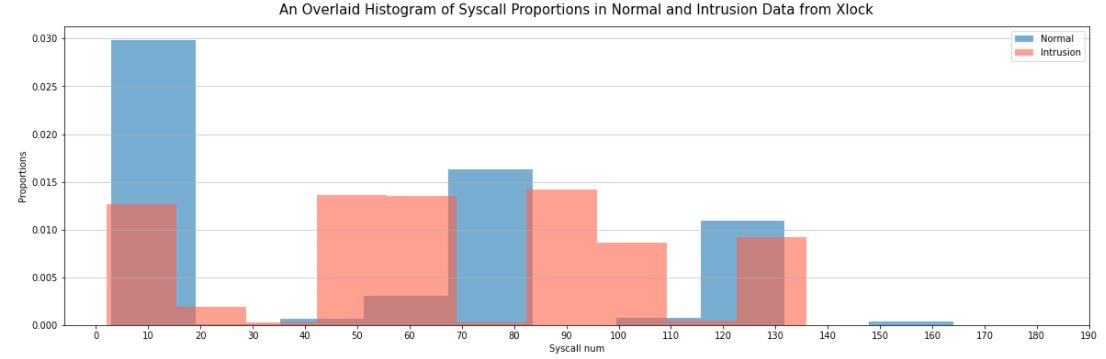 An Overlaid Histogram of Syscall Proportions in Normal and Intrusion Data from Xlock
Normal
Intrusion
0.030
0.025
0.020
0.015
0.010
0.005
0.000
Proportions
0 10 20 30 40 50 60 70 80 90 100 110 120 130 140 150 160 170 180 190
Syscall num